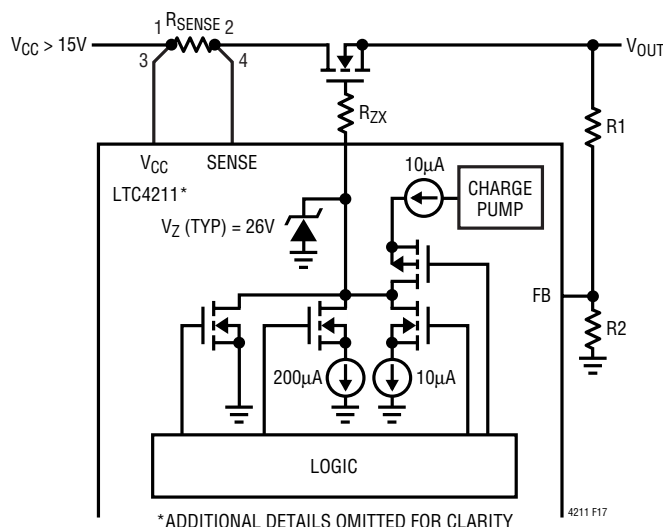 1 RSENSE 2
VCC > 15V
VOUT
3
4
RZX
R1
VCC
SENSE
10µA
CHARGE
PUMP
LTC4211*
VZ (TYP) = 26V
FB
R2
200µA
10µA
LOGIC
*ADDITIONAL DETAILS OMITTED FOR CLARITY
4211 F17